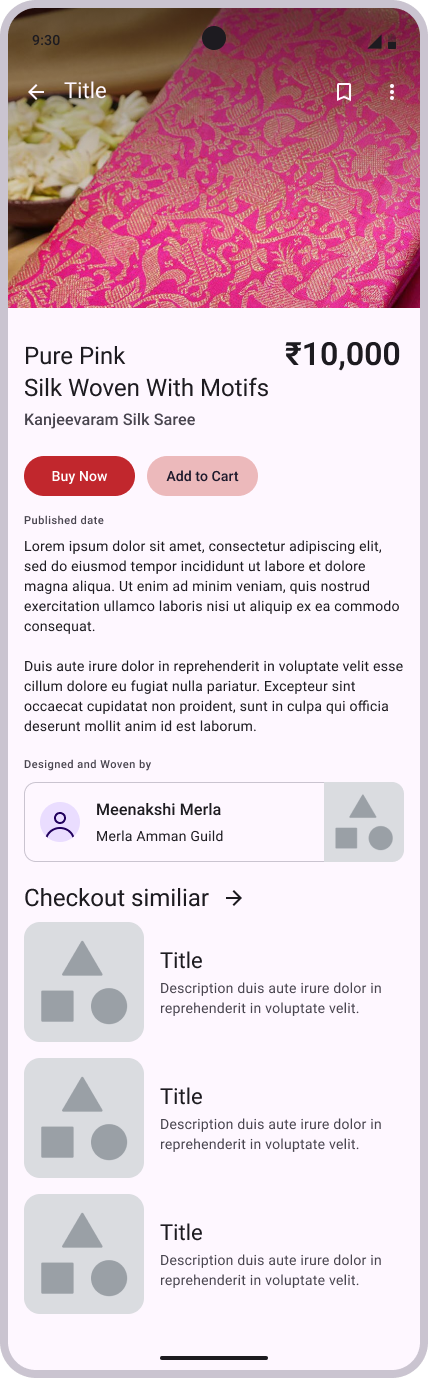 9:30
Title
Pure Pink
₹10,000
Silk Woven With Motifs
Kanjeevaram Silk Saree
Buy Now
Add to Cart
Published date
Lorem ipsum dolor sit amet, consectetur adipiscing elit,
sed do eiusmod tempor incididunt ut labore et dolore
magna aliqua. Ut enim ad minim veniam, quis nostrud
exercitation ullamco laboris nisi ut aliquip ex ea commodo
consequat.
Duis aute irure dolor in reprehenderit in voluptate velit esse
cillum dolore eu fugiat nulla pariatur. Excepteur sint
occaecat cupidatat non proident, sunt in culpa qui officia
deserunt mollit anim id est laborum.
Designed and Woven by
Meenakshi Merla
Merla Amman Guild
Checkout similiar
Title
Description duis aute irure dolor in
reprehenderit in voluptate velit.
Title
Description duis aute irure dolor in
reprehenderit in voluptate velit.
Title
Description duis aute irure dolor in
reprehenderit in voluptate velit.